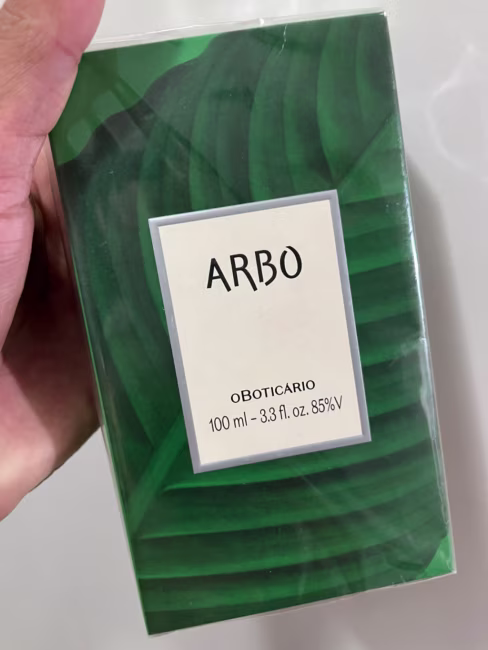 ARBO
oBOTICÁRIO
100 ml – 3.3 fl. oz. 85%V